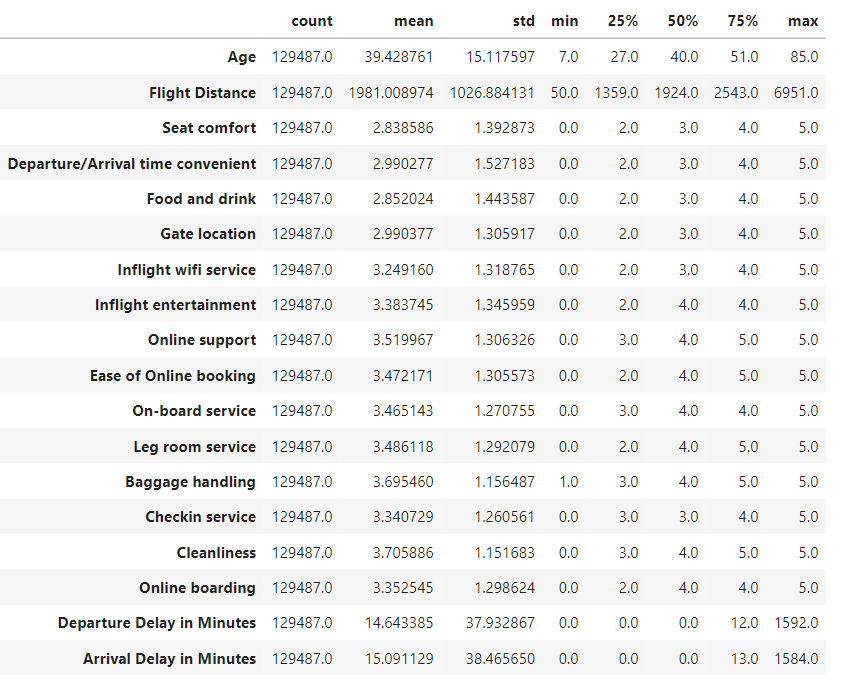 count mean std min 25% 50% 75% max
Age 129487.0 39.428761 15.117597 7.0 27.0 40.0 51.0 85.0
Flight Distance 129487.0 1981.008974 1026.884131 50.0 1359.0 1924.0 2543.0 6951.0
Seat comfort 129487.0 2.838586 1.392873 0.0 2.0 3.0 4.0 5.0
Departure/Arrival time convenient 129487.0 2.990277 1.527183 0.0 2.0 3.0 4.0 5.0
Food and drink 129487.0 2.852024 1.443587 0.0 2.0 3.0 4.0 5.0
Gate location 129487.0 2.990377 1.305917 0.0 2.0 3.0 4.0 5.0
Inflight wifi service 129487.0 3.249160 1.318765 0.0 2.0 3.0 4.0 5.0
Inflight entertainment 129487.0 3.383745 1.345959 0.0 2.0 4.0 4.0 5.0
Online support 129487.0 3.519967 1.306326 0.0 3.0 4.0 5.0 5.0
Ease of Online booking 129487.0 3.472171 1.305573 0.0 2.0 4.0 5.0 5.0
On-board service 129487.0 3.465143 1.270755 0.0 3.0 4.0 4.0 5.0
Leg room service 129487.0 3.486118 1.292079 0.0 2.0 4.0 5.0 5.0
Baggage handling 129487.0 3.695460 1.156487 1.0 3.0 4.0 5.0 5.0
Checkin service 129487.0 3.340729 1.260561 0.0 3.0 3.0 4.0 5.0
Cleanliness 129487.0 3.705886 1.151683 0.0 3.0 4.0 5.0 5.0
Online boarding 129487.0 3.352545 1.298624 0.0 2.0 4.0 4.0 5.0
Departure Delay in Minutes 129487.0 14.643385 37.932867 0.0 0.0 0.0 12.0 1592.0
Arrival Delay in Minutes 129487.0 15.091129 38.465650 0.0 0.0 0.0 13.0 1584.0